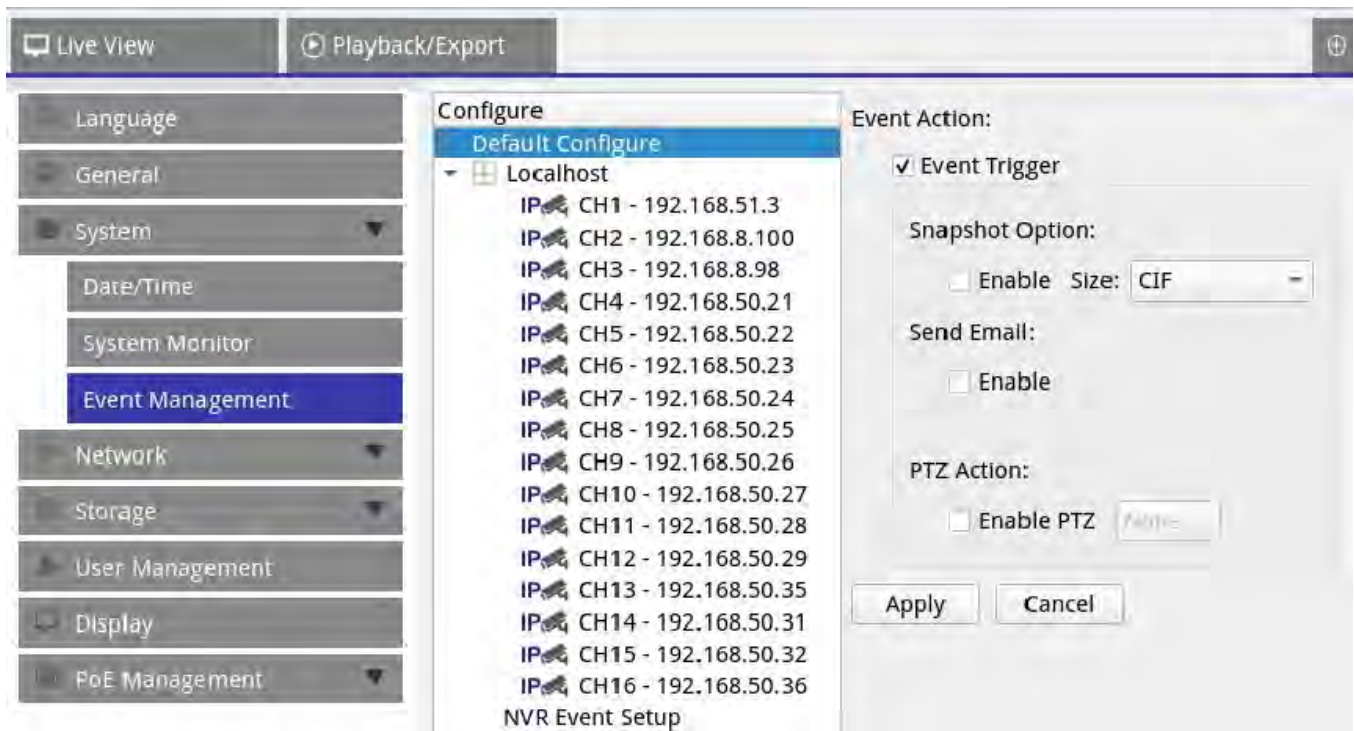 Live View
Playback/Export
Language
General
System
Date/Time
System Monitor
Event Management
Network
Storage
User Management
Display
PoE Management
Configure
Default Configure
Localhost
IP CH1 - 192.168.51.3
IP CH2 - 192.168.8.100
IP CH3 - 192.168.8.98
IP CH4 - 192.168.50.21
IP CH5 - 192.168.50.22
IP CH6 - 192.168.50.23
IP CH7 - 192.168.50.24
IP CH8 - 192.168.50.25
IP CH9 - 192.168.50.26
IP CH10 - 192.168.50.27
IP CH11 - 192.168.50.28
IP CH12 - 192.168.50.29
IP CH13 - 192.168.50.35
IP CH14 - 192.168.50.31
IP CH15 - 192.168.50.32
IP CH16 - 192.168.50.36
NVR Event Setup
Event Action:
Event Trigger
Snapshot Option:
Enable Size: CIF
Send Email:
Enable
PTZ Action:
Enable PTZ
Apply Cancel